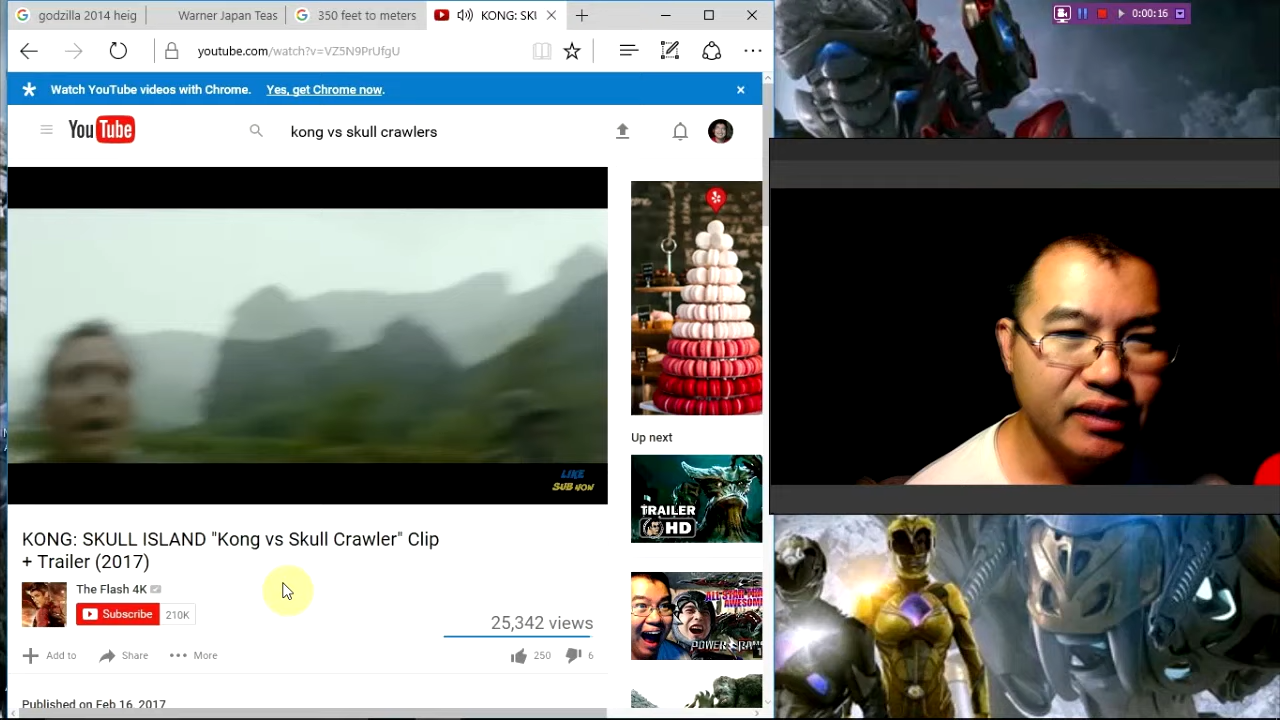 godzilla 2014 heig
Warner Japan Teas
350 feet to meters
KONG: SKU
0:00:16
youtube.com/watch?v=VZ5N9PrUfgU
Watch YouTube videos with Chrome. Yes, get Chrome now.
YouTube
kong vs skull crawlers
LIKE
SUB NOW
Up next
TRAILER
HD
KONG: SKULL ISLAND "Kong vs Skull Crawler" Clip
+ Trailer (2017)
The Flash 4K
Subscribe 210K
25,342 views
Add to Share More 250 6
Published on Feb 16, 2017